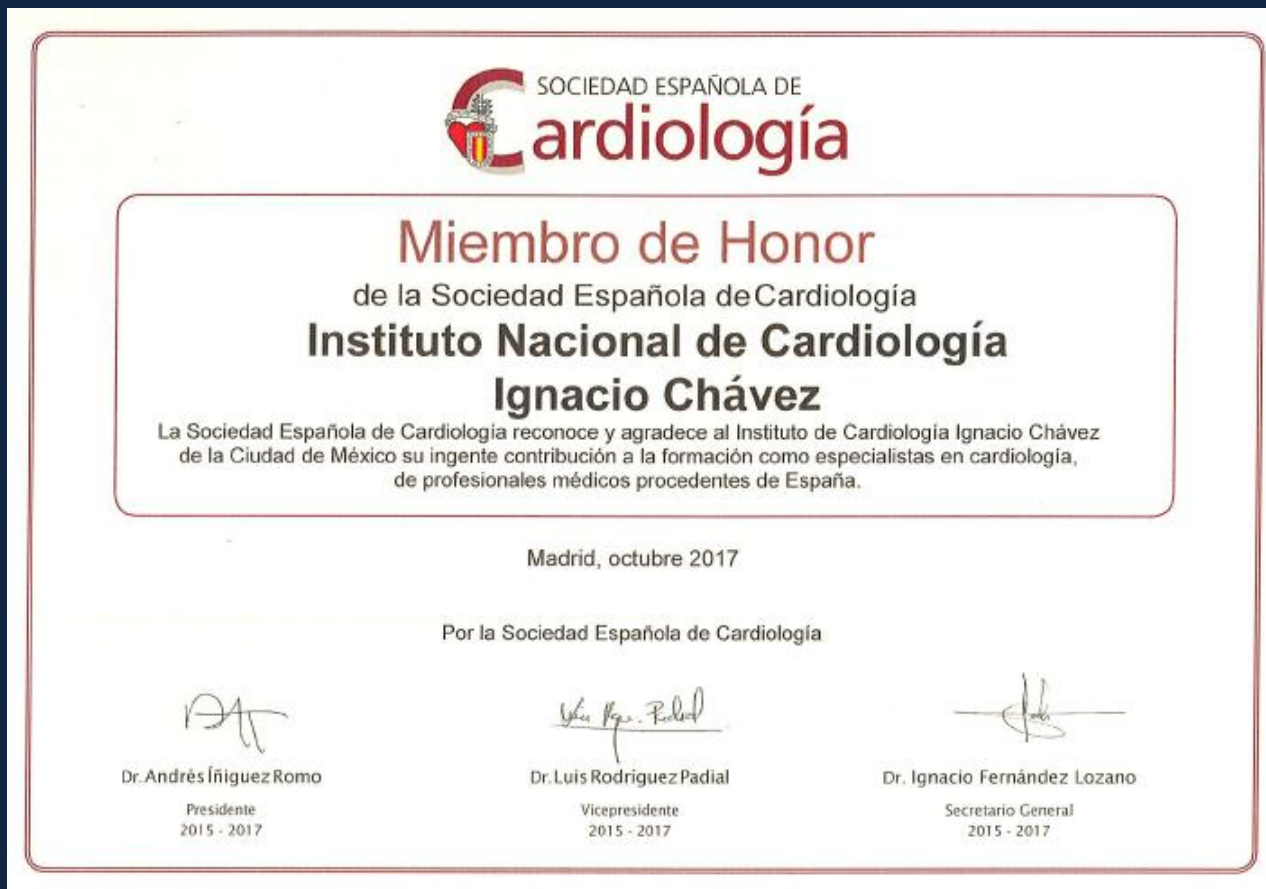 SOCIEDAD ESPAÑOLA DE
Cardiología
Miembro de Honor
de la Sociedad Española de Cardiología
Instituto Nacional de Cardiología
Ignacio Chávez
La Sociedad Española de Cardiología reconoce y agradece al Instituto de Cardiología Ignacio Chávez
de la Ciudad de México su ingente contribución a la formación como especialistas en cardiología,
de profesionales médicos procedentes de España.
Madrid, octubre 2017
Por la Sociedad Española de Cardiología
Dr. Andrés Íñiguez Romo
Dr. Luis Rodríguez Padial
Dr. Ignacio Fernández Lozano
Presidente
Vicepresidente
Secretario General
2015 - 2017
2015 - 2017
2015 - 2017